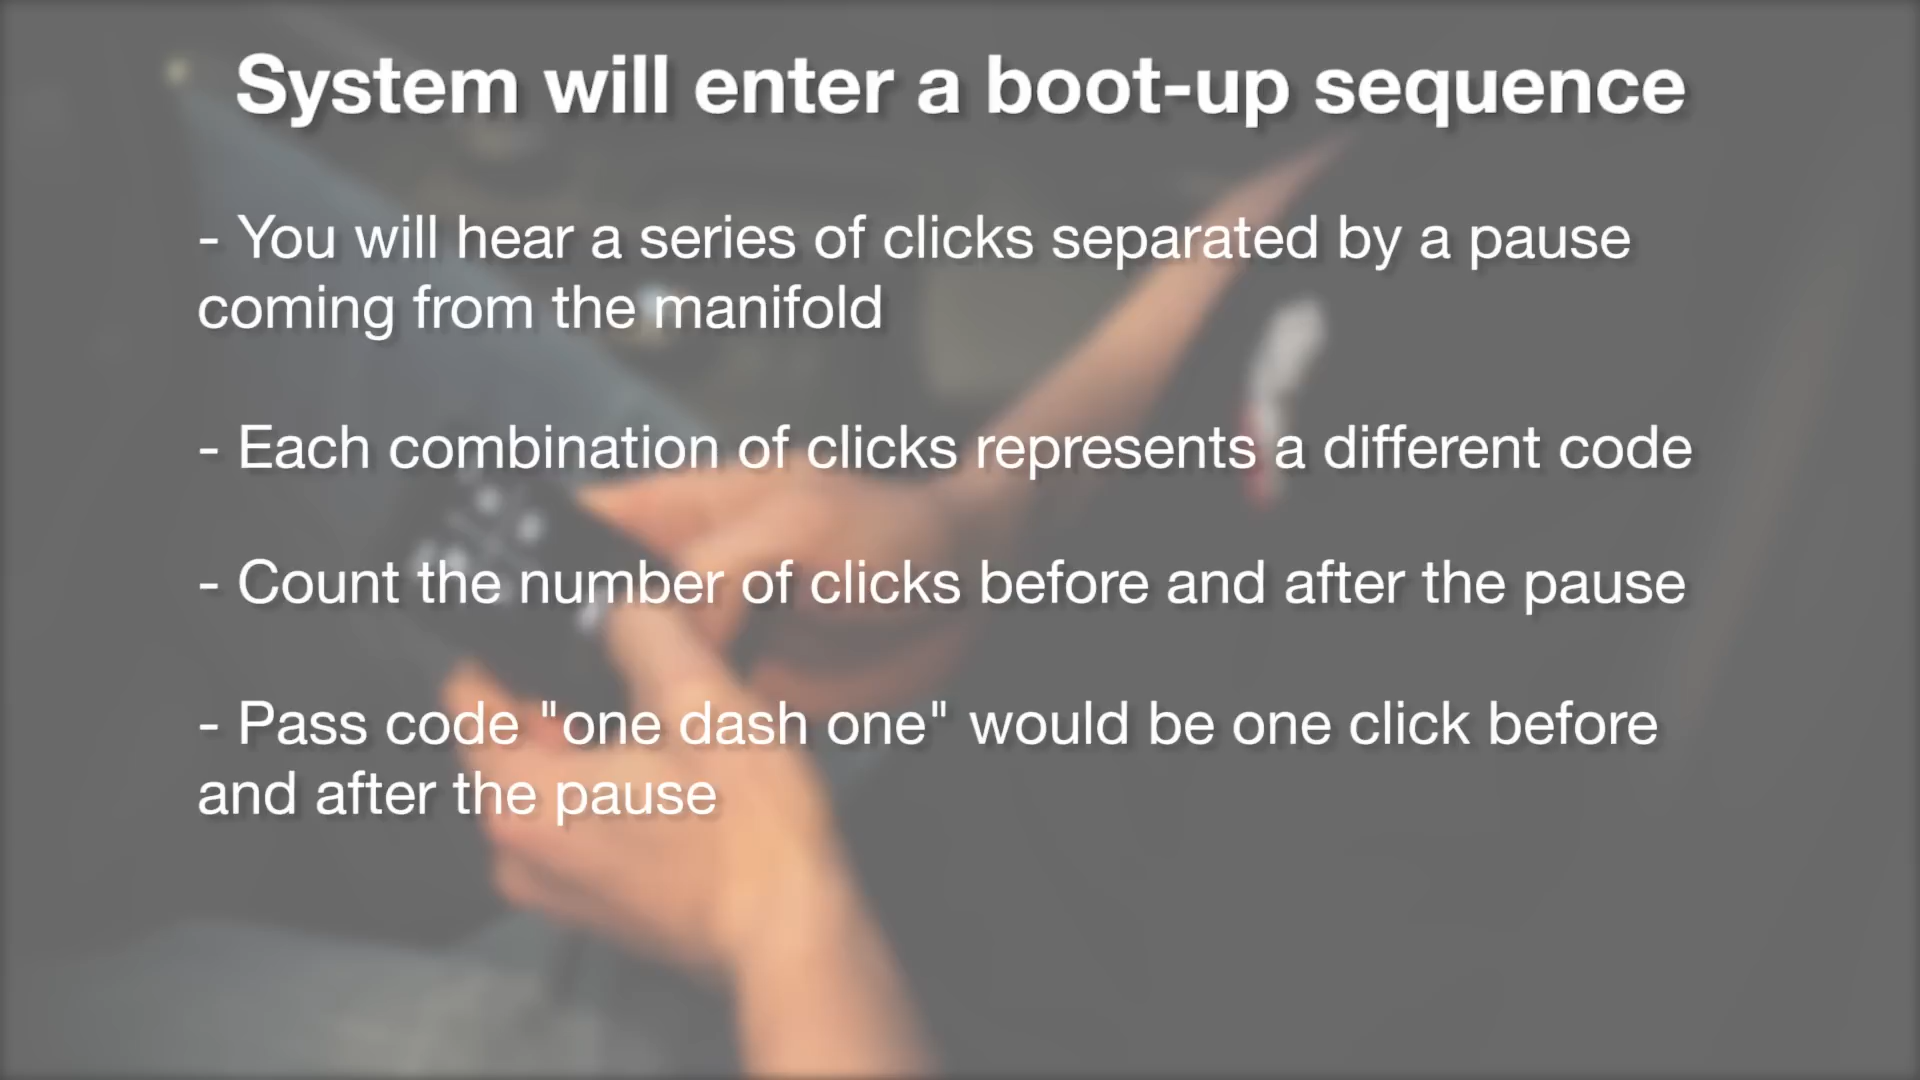 System will enter a boot-up sequence
- You will hear a series of clicks separated by a pause
coming from the manifold
- Each combination of clicks represents a different code
- Count the number of clicks before and after the pause
- Pass code "one dash one" would be one click before
and after the pause